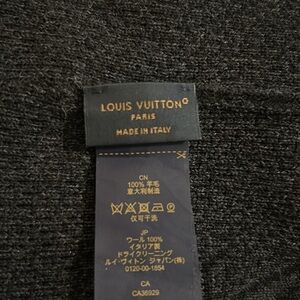 LOUIS VUITTON
PARIS
MADE IN ITALY
CN
100% 羊毛
意大利制造
仅可干洗
JP
ウール 100%
イタリア製
ドライクリーニング
ルイ・ヴィトン ジャパン(株)
0120-00-1854
CA
CA36929